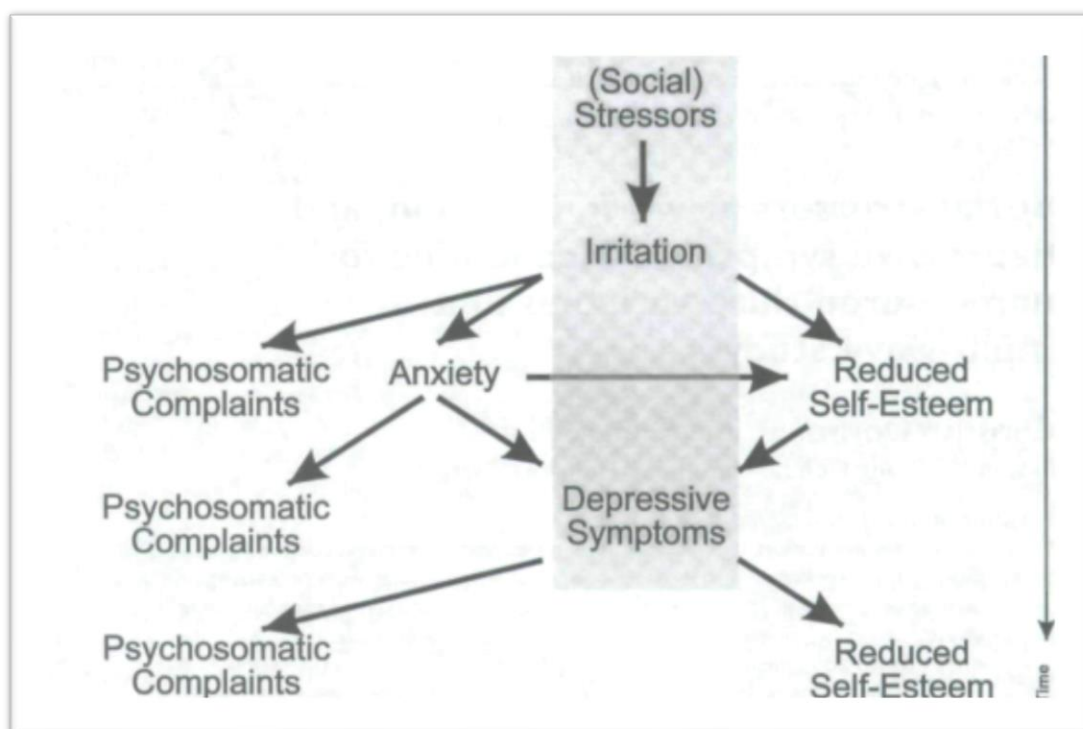 (Social)
Stressors
Irritation
Psychosomatic
Complaints
Anxiety
Reduced
Self-Esteem
Psychosomatic
Complaints
Depressive
Symptoms
Psychosomatic
Complaints
Reduced
Self-Esteem
Time